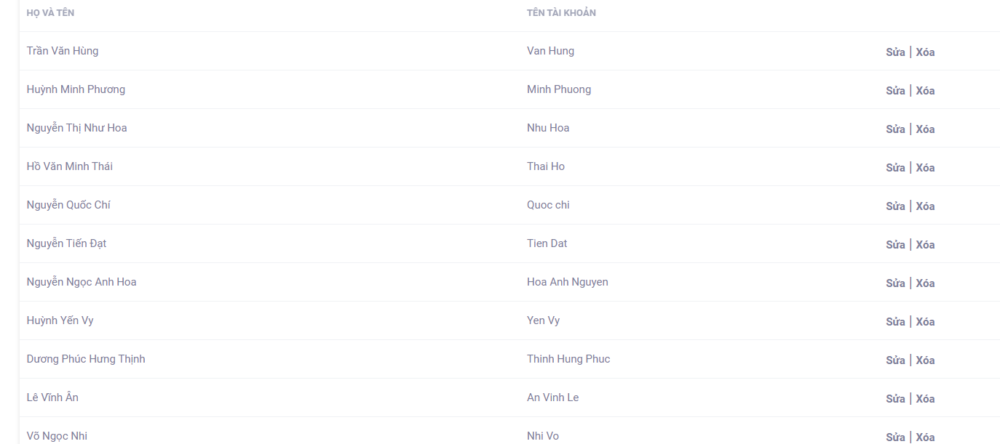 HỌ VÀ TÊN TÊN TÀI KHOẢN
Trần Văn Hùng Van Hung Sửa | Xóa
Huỳnh Minh Phương Minh Phuong Sửa | Xóa
Nguyễn Thị Như Hoa Nhu Hoa Sửa | Xóa
Hồ Văn Minh Thái Thai Ho Sửa | Xóa
Nguyễn Quốc Chí Quoc chi Sửa | Xóa
Nguyễn Tiến Đạt Tien Dat Sửa | Xóa
Nguyễn Ngọc Anh Hoa Hoa Anh Nguyen Sửa | Xóa
Huỳnh Yến Vy Yen Vy Sửa | Xóa
Dương Phúc Hưng Thịnh Thinh Hung Phuc Sửa | Xóa
Lê Vĩnh Ân An Vinh Le Sửa | Xóa
Võ Ngọc Nhi Nhi Vo Sửa | Xóa